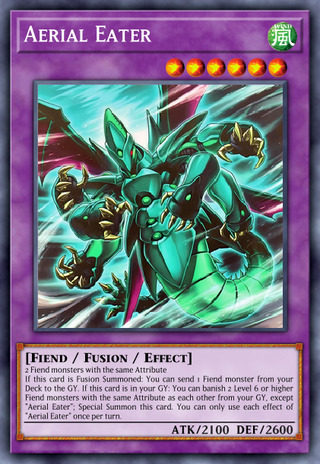 AERIAL EATER
WIND
風
[FIEND / FUSION / EFFECT]
2 Fiend monsters with the same Attribute
If this card is Fusion Summoned: You can send 1 Fiend monster from your
Deck to the GY. If this card is in your GY: You can banish 2 Level 6 or higher
Fiend monsters with the same Attribute as each other from your GY, except
"Aerial Eater"; Special Summon this card. You can only use each effect of
"Aerial Eater" once per turn.
ATK/2100 DEF/2600